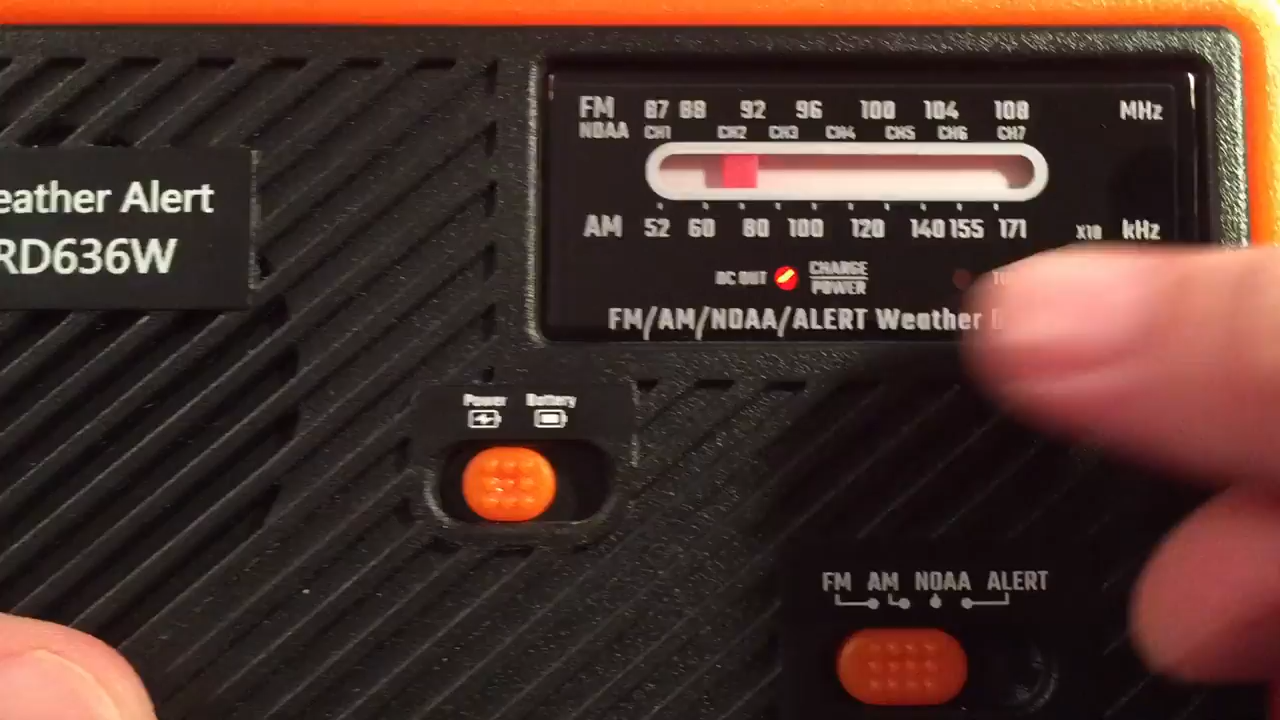 eather Alert
RD636W
FM 87 88 92 96 100 104 108 MHz
NOAA CH1 CH2 CH3 CH4 CH5 CH6 CH7
AM 52 60 80 100 120 140 155 171 X10 kHz
DC OUT CHARGE
POWER
FM/AM/NOAA/ALERT Weather
Power Battery
FM AM NOAA ALERT